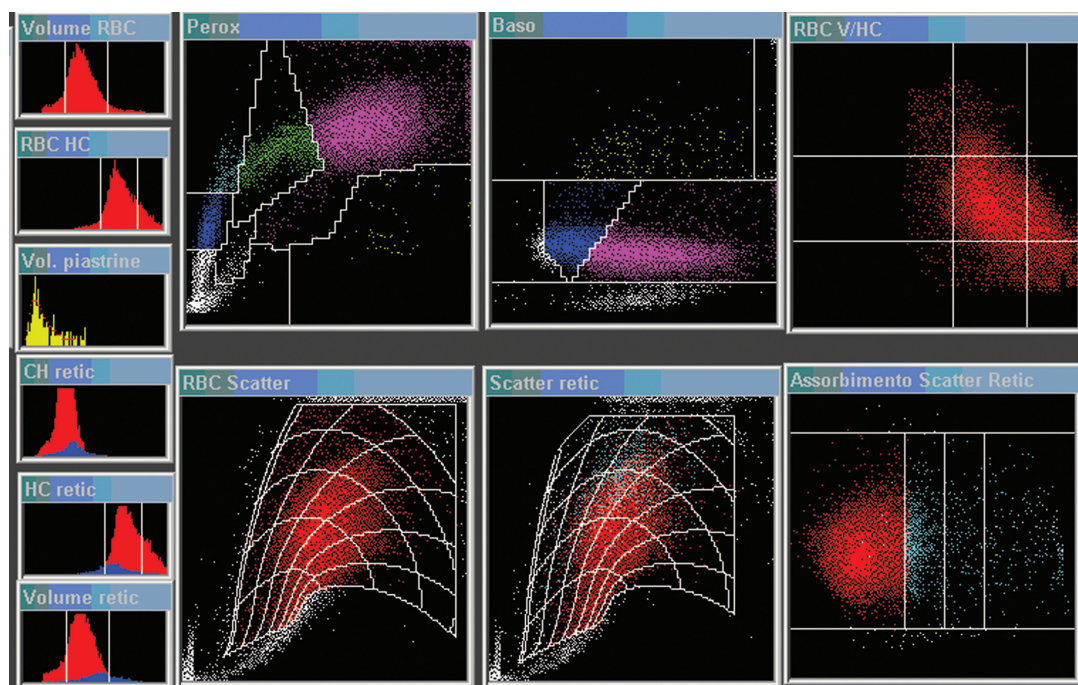 Volume RBC
RBC HC
Vol. piastrine
CH retic
HC retic
Volume retic
Perox
Baso
RBC V/HC
RBC Scatter
Scatter retic
Assorbimento Scatter Retic